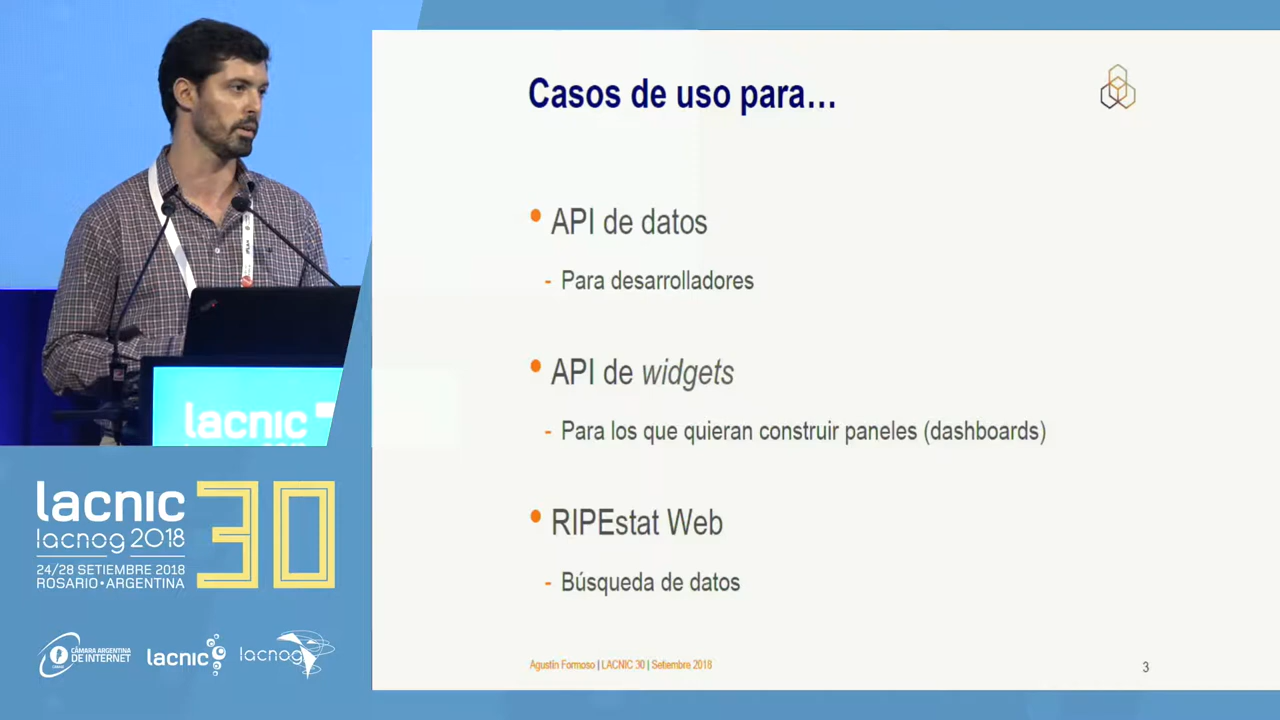 Casos de uso para...
• API de datos
- Para desarrolladores
• API de widgets
- Para los que quieran construir paneles (dashboards)
• RIPEstat Web
- Búsqueda de datos
Agustín Formoso | LACNIC 30 | Setiembre 2018
3
lacnic
lacnic 30
lacnog 2018
24/28 SETIEMBRE 2018
ROSARIO • ARGENTINA
CÁMARA ARGENTINA
DE INTERNET
lacnic
lacnog